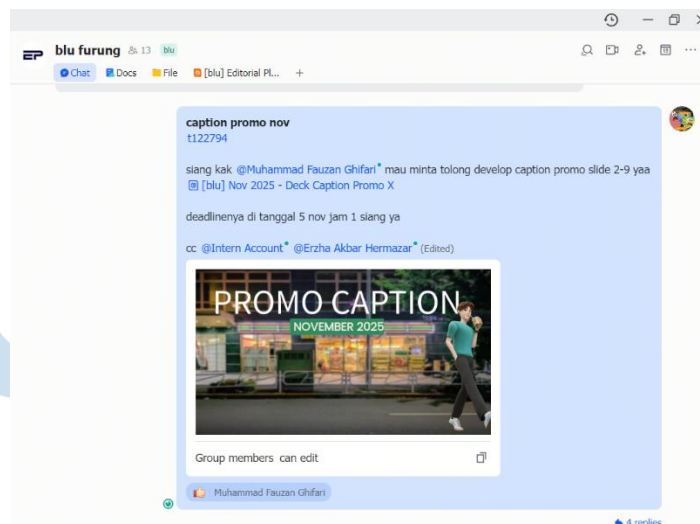 EP
blu furung 13 blu
Chat Docs File [blu] Editorial Pl... +
caption promo nov
t122794
siang kak @Muhammad Fauzan Ghifari mau minta tolong develop caption promo slide 2-9 yaa
[blu] Nov 2025 - Deck Caption Promo X
deadlinenya di tanggal 5 nov jam 1 siang ya
cc @Intern Account @Erzha Akbar Hermazar (Edited)
PROMO CAPTION
NOVEMBER 2025
Group members can edit
Muhammad Fauzan Ghifari
4 replies